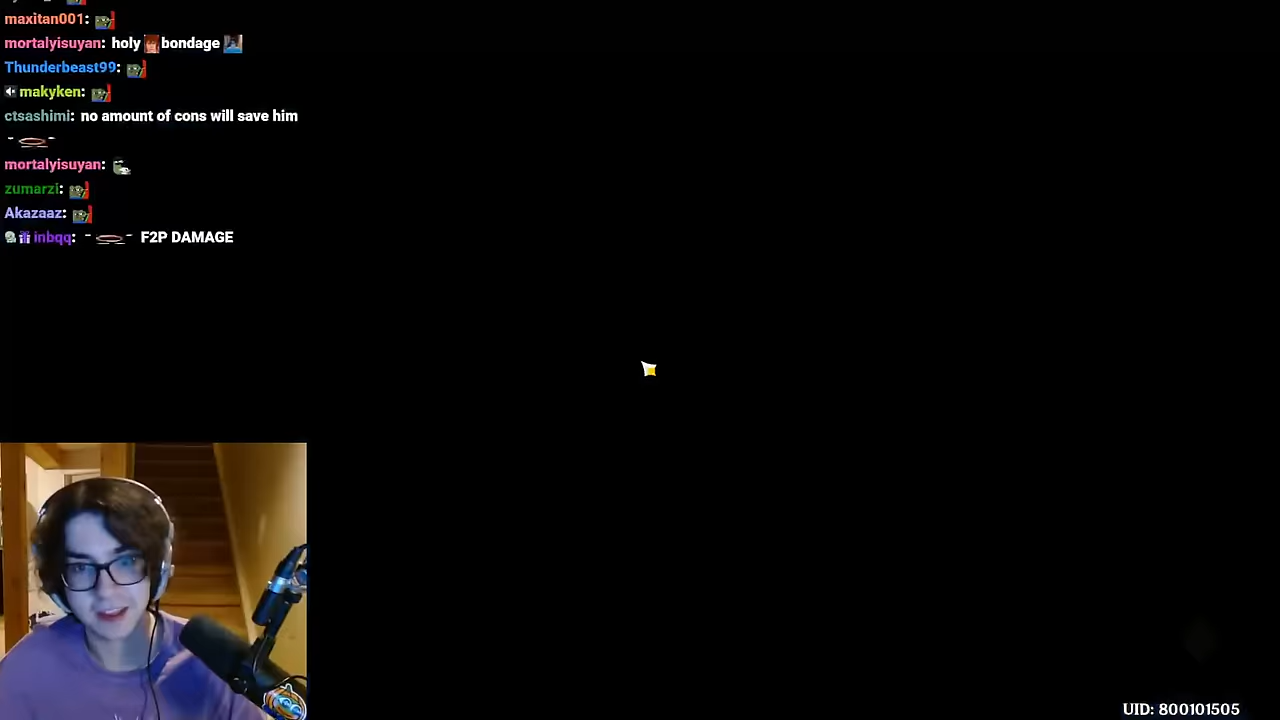 maxitan001:
mortalyisuyan: holy bondage
Thunderbeast99:
makyken:
ctsashimi: no amount of cons will save him
mortalyisuyan:
zumarzi:
Akazaaz:
inbqq: F2P DAMAGE
UID: 800101505